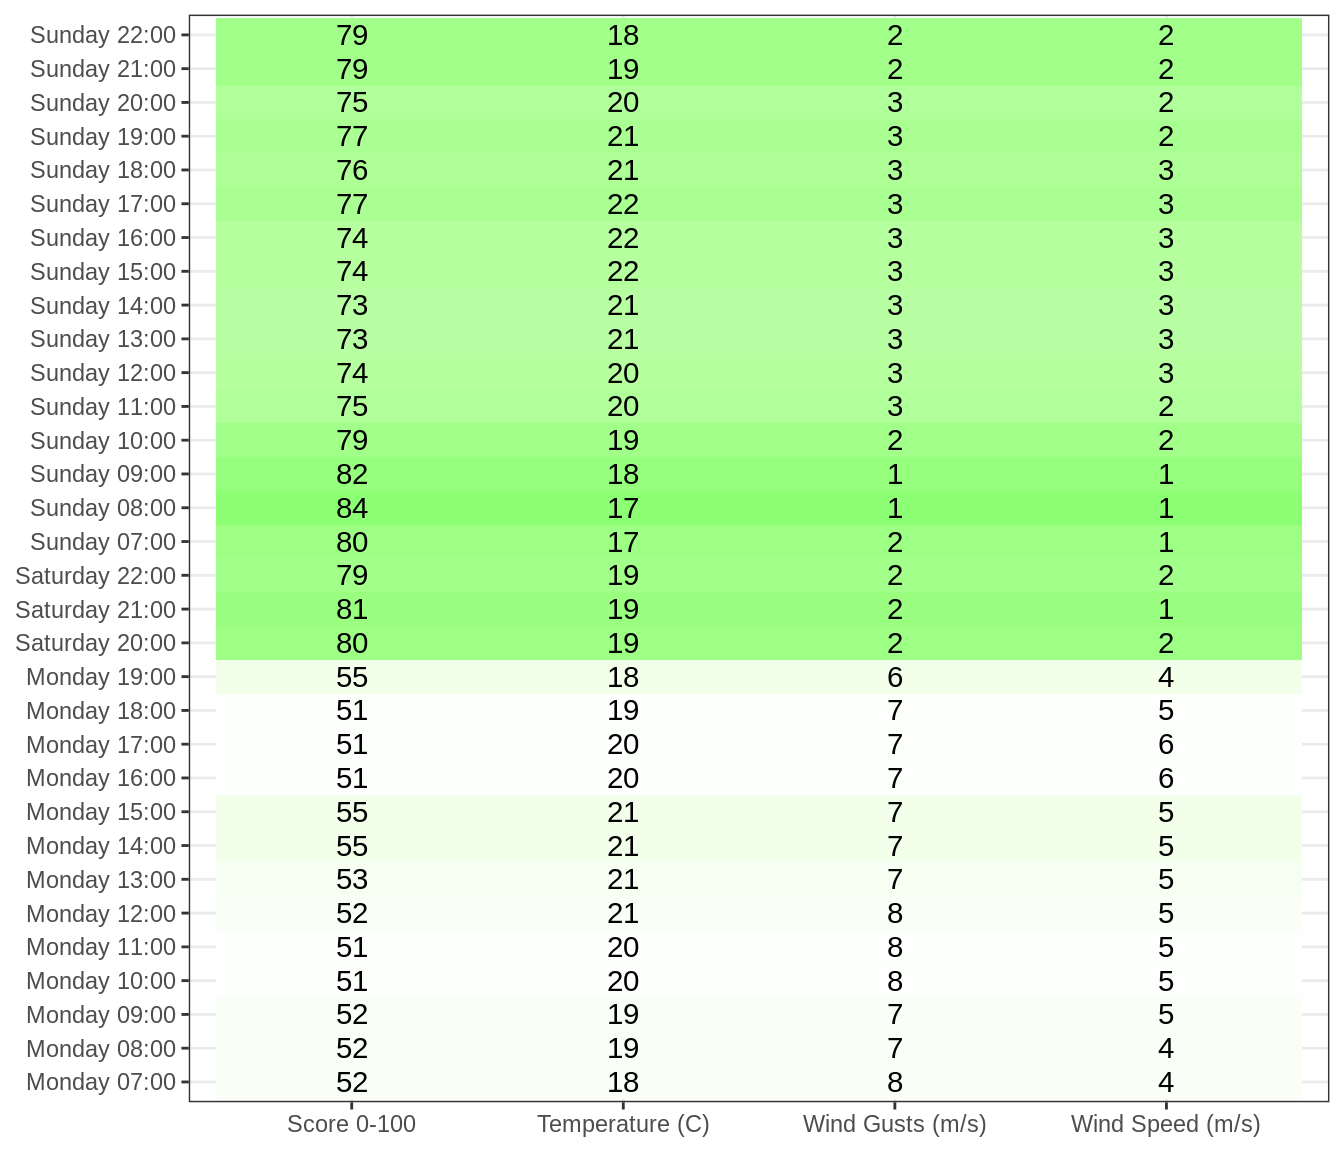 Sunday 22:00 79 18 2 2
Sunday 21:00 79 19 2 2
Sunday 20:00 75 20 3 2
Sunday 19:00 77 21 3 2
Sunday 18:00 76 21 3 3
Sunday 17:00 77 22 3 3
Sunday 16:00 74 22 3 3
Sunday 15:00 74 22 3 3
Sunday 14:00 73 21 3 3
Sunday 13:00 73 21 3 3
Sunday 12:00 74 20 3 3
Sunday 11:00 75 20 3 2
Sunday 10:00 79 19 2 2
Sunday 09:00 82 18 1 1
Sunday 08:00 84 17 1 1
Sunday 07:00 80 17 2 1
Saturday 22:00 79 19 2 2
Saturday 21:00 81 19 2 1
Saturday 20:00 80 19 2 2
Monday 19:00 55 18 6 4
Monday 18:00 51 19 7 5
Monday 17:00 51 20 7 6
Monday 16:00 51 20 7 6
Monday 15:00 55 21 7 5
Monday 14:00 55 21 7 5
Monday 13:00 53 21 7 5
Monday 12:00 52 21 8 5
Monday 11:00 51 20 8 5
Monday 10:00 51 20 8 5
Monday 09:00 52 19 7 5
Monday 08:00 52 19 7 4
Monday 07:00 52 18 8 4
Score 0-100 Temperature (C) Wind Gusts (m/s) Wind Speed (m/s)